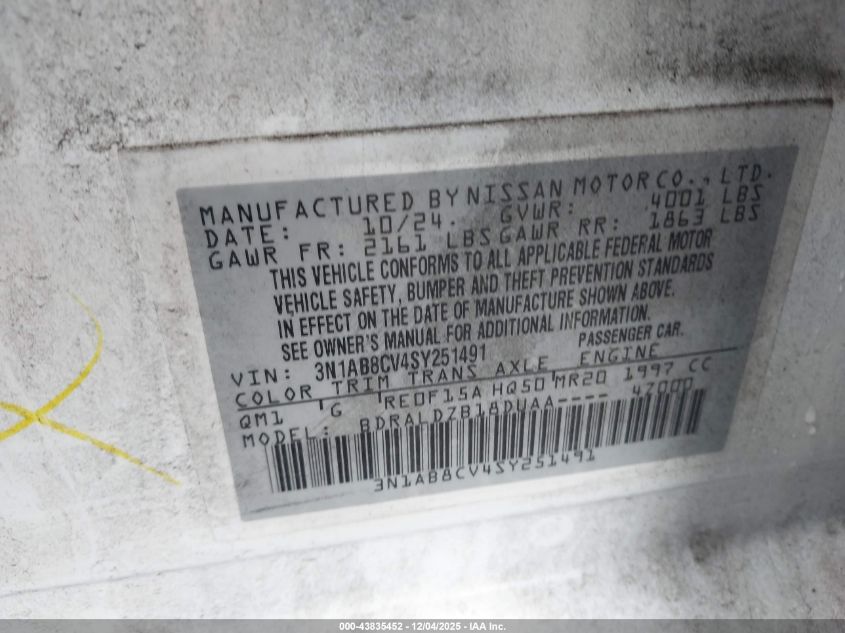 MANUFACTURED BY NISSAN MOTOR CO., LTD.
DATE: 10/24. GVWR: 4001 LBS
GAWR FR: 2161 LBS GAWR RR: 1863 LBS
THIS VEHICLE CONFORMS TO ALL APPLICABLE FEDERAL MOTOR
VEHICLE SAFETY, BUMPER AND THEFT PREVENTION STANDARDS
IN EFFECT ON THE DATE OF MANUFACTURE SHOWN ABOVE.
SEE OWNER'S MANUAL FOR ADDITIONAL INFORMATION.
VIN: 3N1AB8CV4SY251491 PASSENGER CAR.
COLOR TRIM TRANS AXLE ENGINE
QM1 G RE0F15A HQ50 MR20 1997 CC
MODEL: BDRALDZB18DUAA---- 47000
3N1AB8CV4SY251491
000-43835452 - 12/04/2025 - IAA Inc.